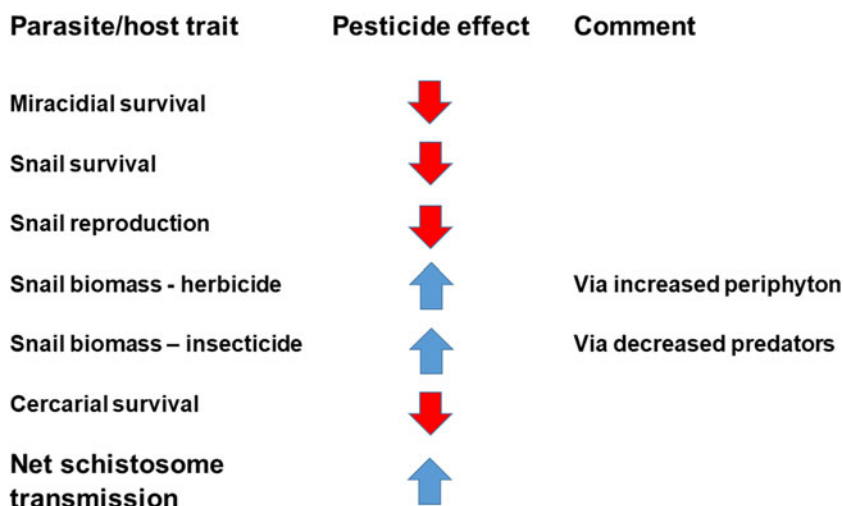 Parasite/host trait Pesticide effect Comment
Miracidial survival
Snail survival
Snail reproduction
Snail biomass - herbicide Via increased periphyton
Snail biomass – insecticide Via decreased predators
Cercarial survival
Net schistosome
transmission